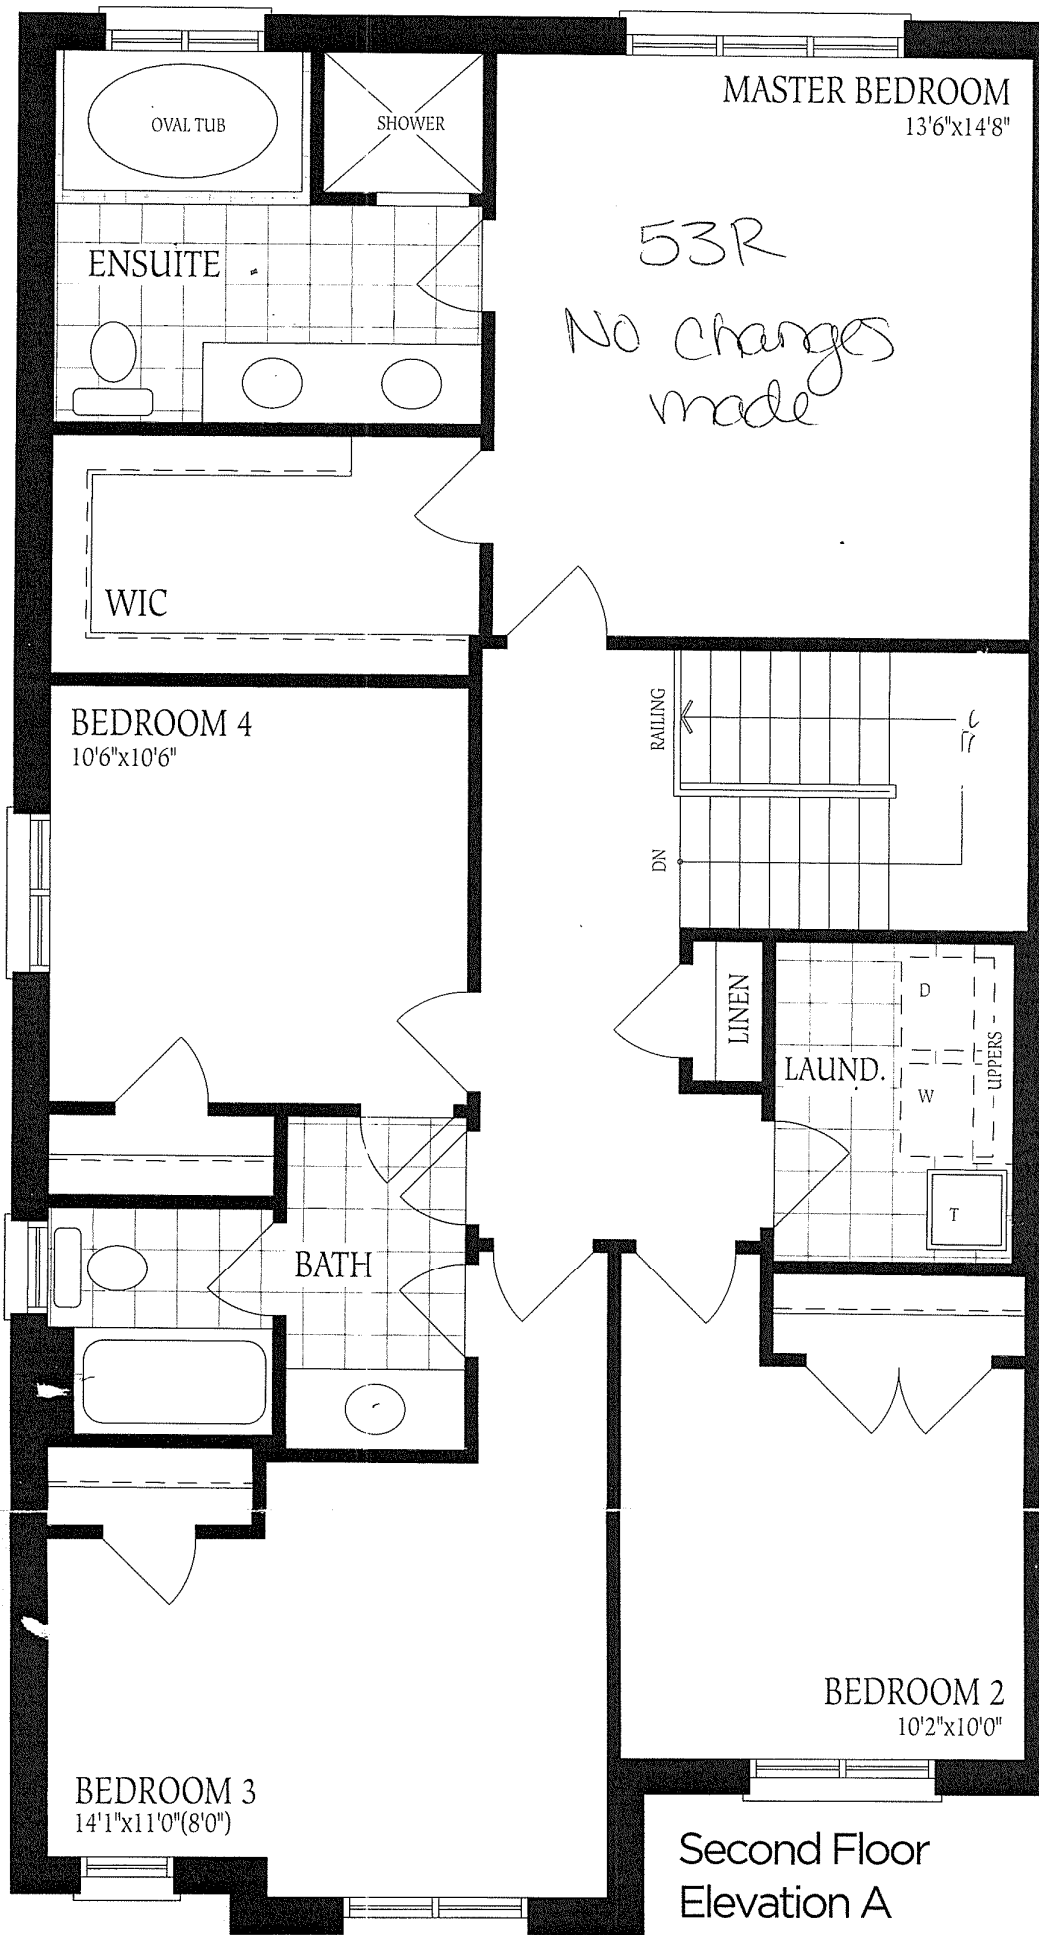 MASTER BEDROOM
13'6"x14'8"
OVAL TUB
SHOWER
53R
No changes
made
ENSUITE
WIC
BEDROOM 4
10'6"x10'6"
RAILING
DN
LINEN
LAUND.
D
W
UPPERS
T
BATH
BEDROOM 2
10'2"x10'0"
BEDROOM 3
14'1"x11'0"(8'0")
Second Floor
Elevation A